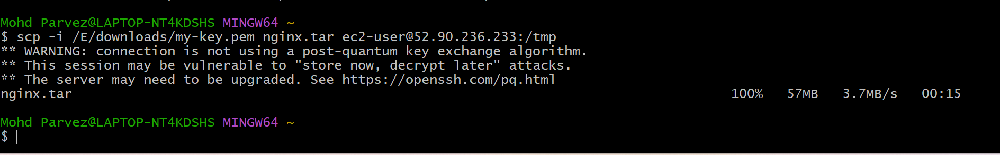 Mohd Parvez@LAPTOP-NT4KDSHS MINGW64 ~
$ scp -i /E/downloads/my-key.pem nginx.tar ec2-user@52.90.236.233:/tmp
** WARNING: connection is not using a post-quantum key exchange algorithm.
** This session may be vulnerable to "store now, decrypt later" attacks.
** The server may need to be upgraded. See https://openssh.com/pq.html
nginx.tar 100% 57MB 3.7MB/s 00:15
Mohd Parvez@LAPTOP-NT4KDSHS MINGW64 ~
$